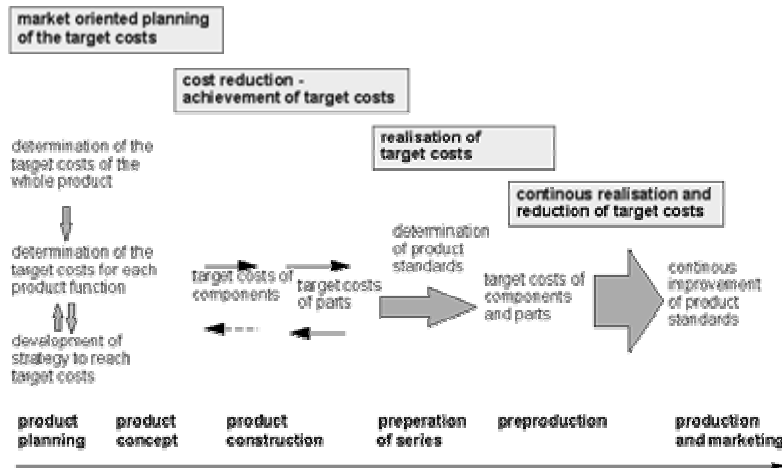 market oriented planning
of the target costs
cost reduction -
achievement of target costs
realisation of
target costs
continous realisation and
reduction of target costs
determination of the
target costs of the
whole product
determination of the
target costs for each
product function
development of
strategy to reach
target costs
target costs of
components
target costs
of parts
determination
of product
standards
target costs of
components
and parts
continous
improvement
of product
standards
product
planning
product
concept
product
construction
preperation
of series
preproduction
production
and marketing